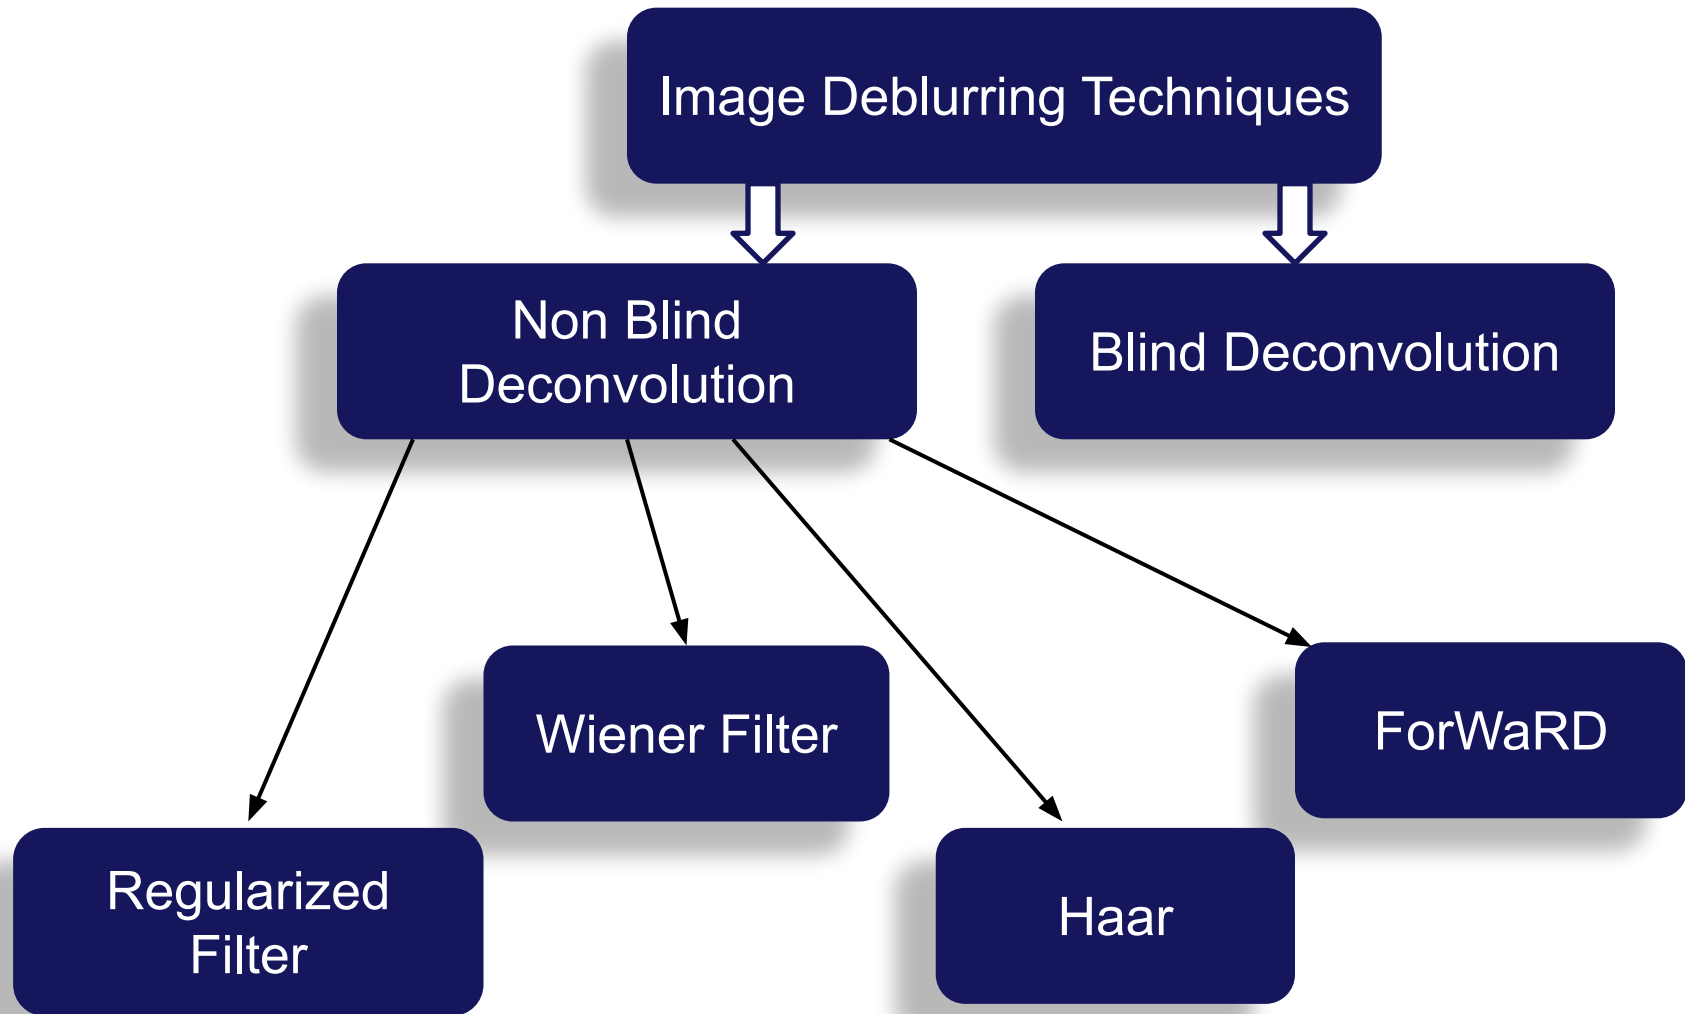 Image Deblurring Techniques
Non Blind
Deconvolution
Blind Deconvolution
Wiener Filter
ForWaRD
Regularized
Filter
Haar